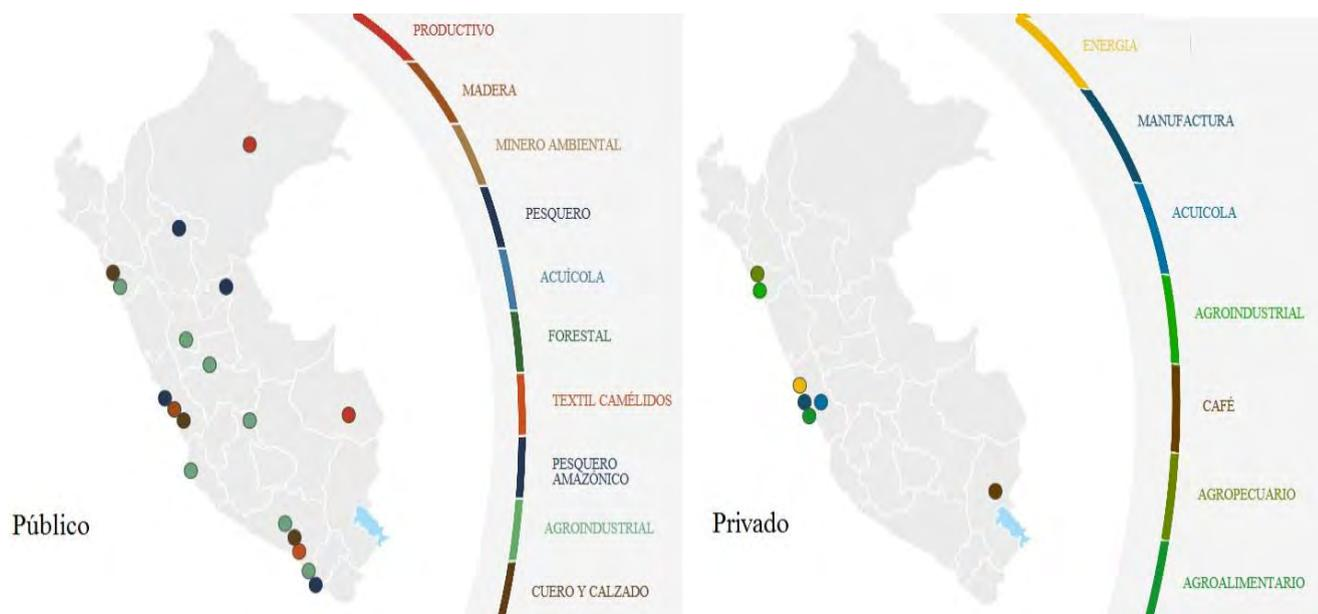 PRODUCTIVO
MADERA
MINERO AMBIENTAL
PESQUERO
ACUÍCOLA
FORESTAL
TEXTIL CAMÉLIDOS
PESQUERO
AMAZÓNICO
AGROINDUSTRIAL
CUERO Y CALZADO
Público
ENERGIA
MANUFACTURA
ACUICOLA
AGROINDUSTRIAL
CAFÉ
AGROPECUARIO
AGROALIMENTARIO
Privado